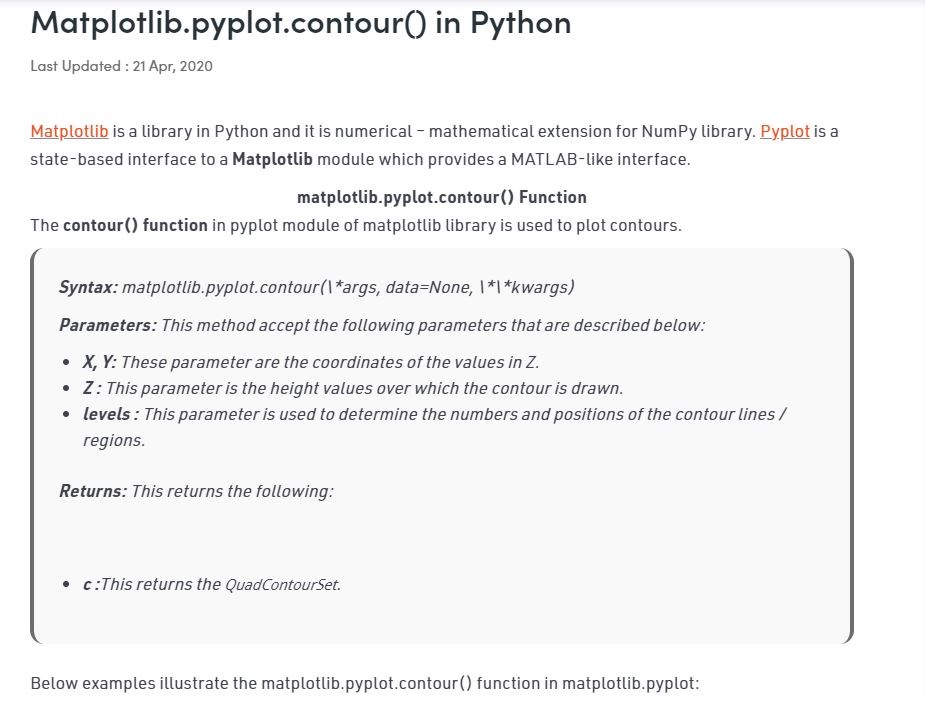 Matplotlib.pyplot.contour() in Python
Last Updated : 21 Apr, 2020
Matplotlib is a library in Python and it is numerical – mathematical extension for NumPy library. Pyplot is a
state-based interface to a Matplotlib module which provides a MATLAB-like interface.
matplotlib.pyplot.contour() Function
The contour() function in pyplot module of matplotlib library is used to plot contours.
Syntax: matplotlib.pyplot.contour(\*args, data=None, \*\*kwargs)
Parameters: This method accept the following parameters that are described below:
• X, Y: These parameter are the coordinates of the values in Z.
• Z : This parameter is the height values over which the contour is drawn.
• levels : This parameter is used to determine the numbers and positions of the contour lines /
regions.
Returns: This returns the following:
• c :This returns the QuadContourSet.
Below examples illustrate the matplotlib.pyplot.contour() function in matplotlib.pyplot: